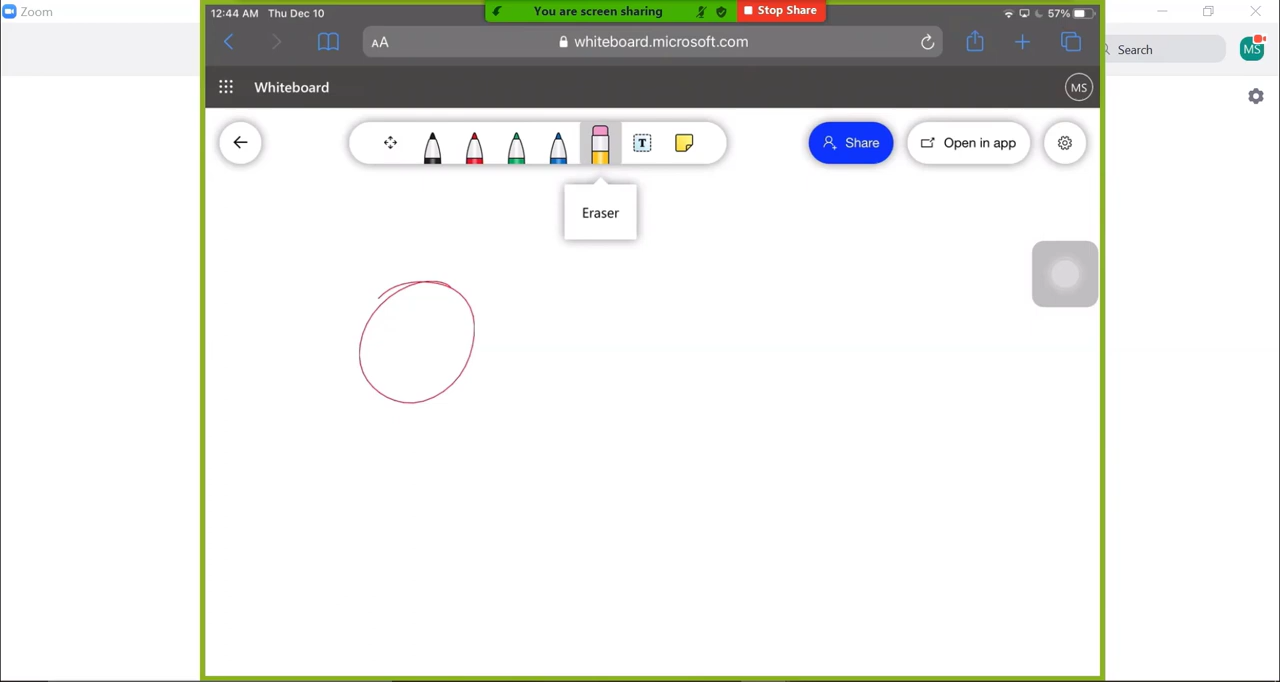 Zoom
12:44 AM Thu Dec 10
You are screen sharing
Stop Share
57%
AA
whiteboard.microsoft.com
Search
MS
Whiteboard
MS
T
Share
Open in app
Eraser